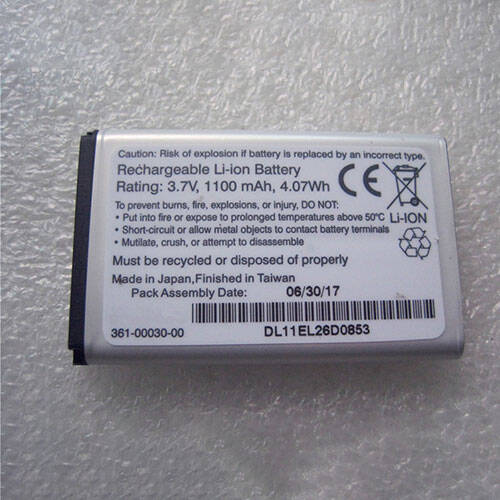 Caution: Risk of explosion if battery is replaced by an incorrect type.
Rechargeable Li-ion Battery
Rating: 3.7V, 1100 mAh, 4.07Wh
CE
To prevent burns, fire, explosions, or injury, DO NOT:
• Put into fire or expose to prolonged temperatures above 50°C
• Short-circuit or allow metal objects to contact battery terminals
• Mutilate, crush, or attempt to disassemble
Li-ION
Must be recycled or disposed of properly
Made in Japan,Finished in Taiwan
Pack Assembly Date: 06/30/17
361-00030-00
DL11EL26D0853